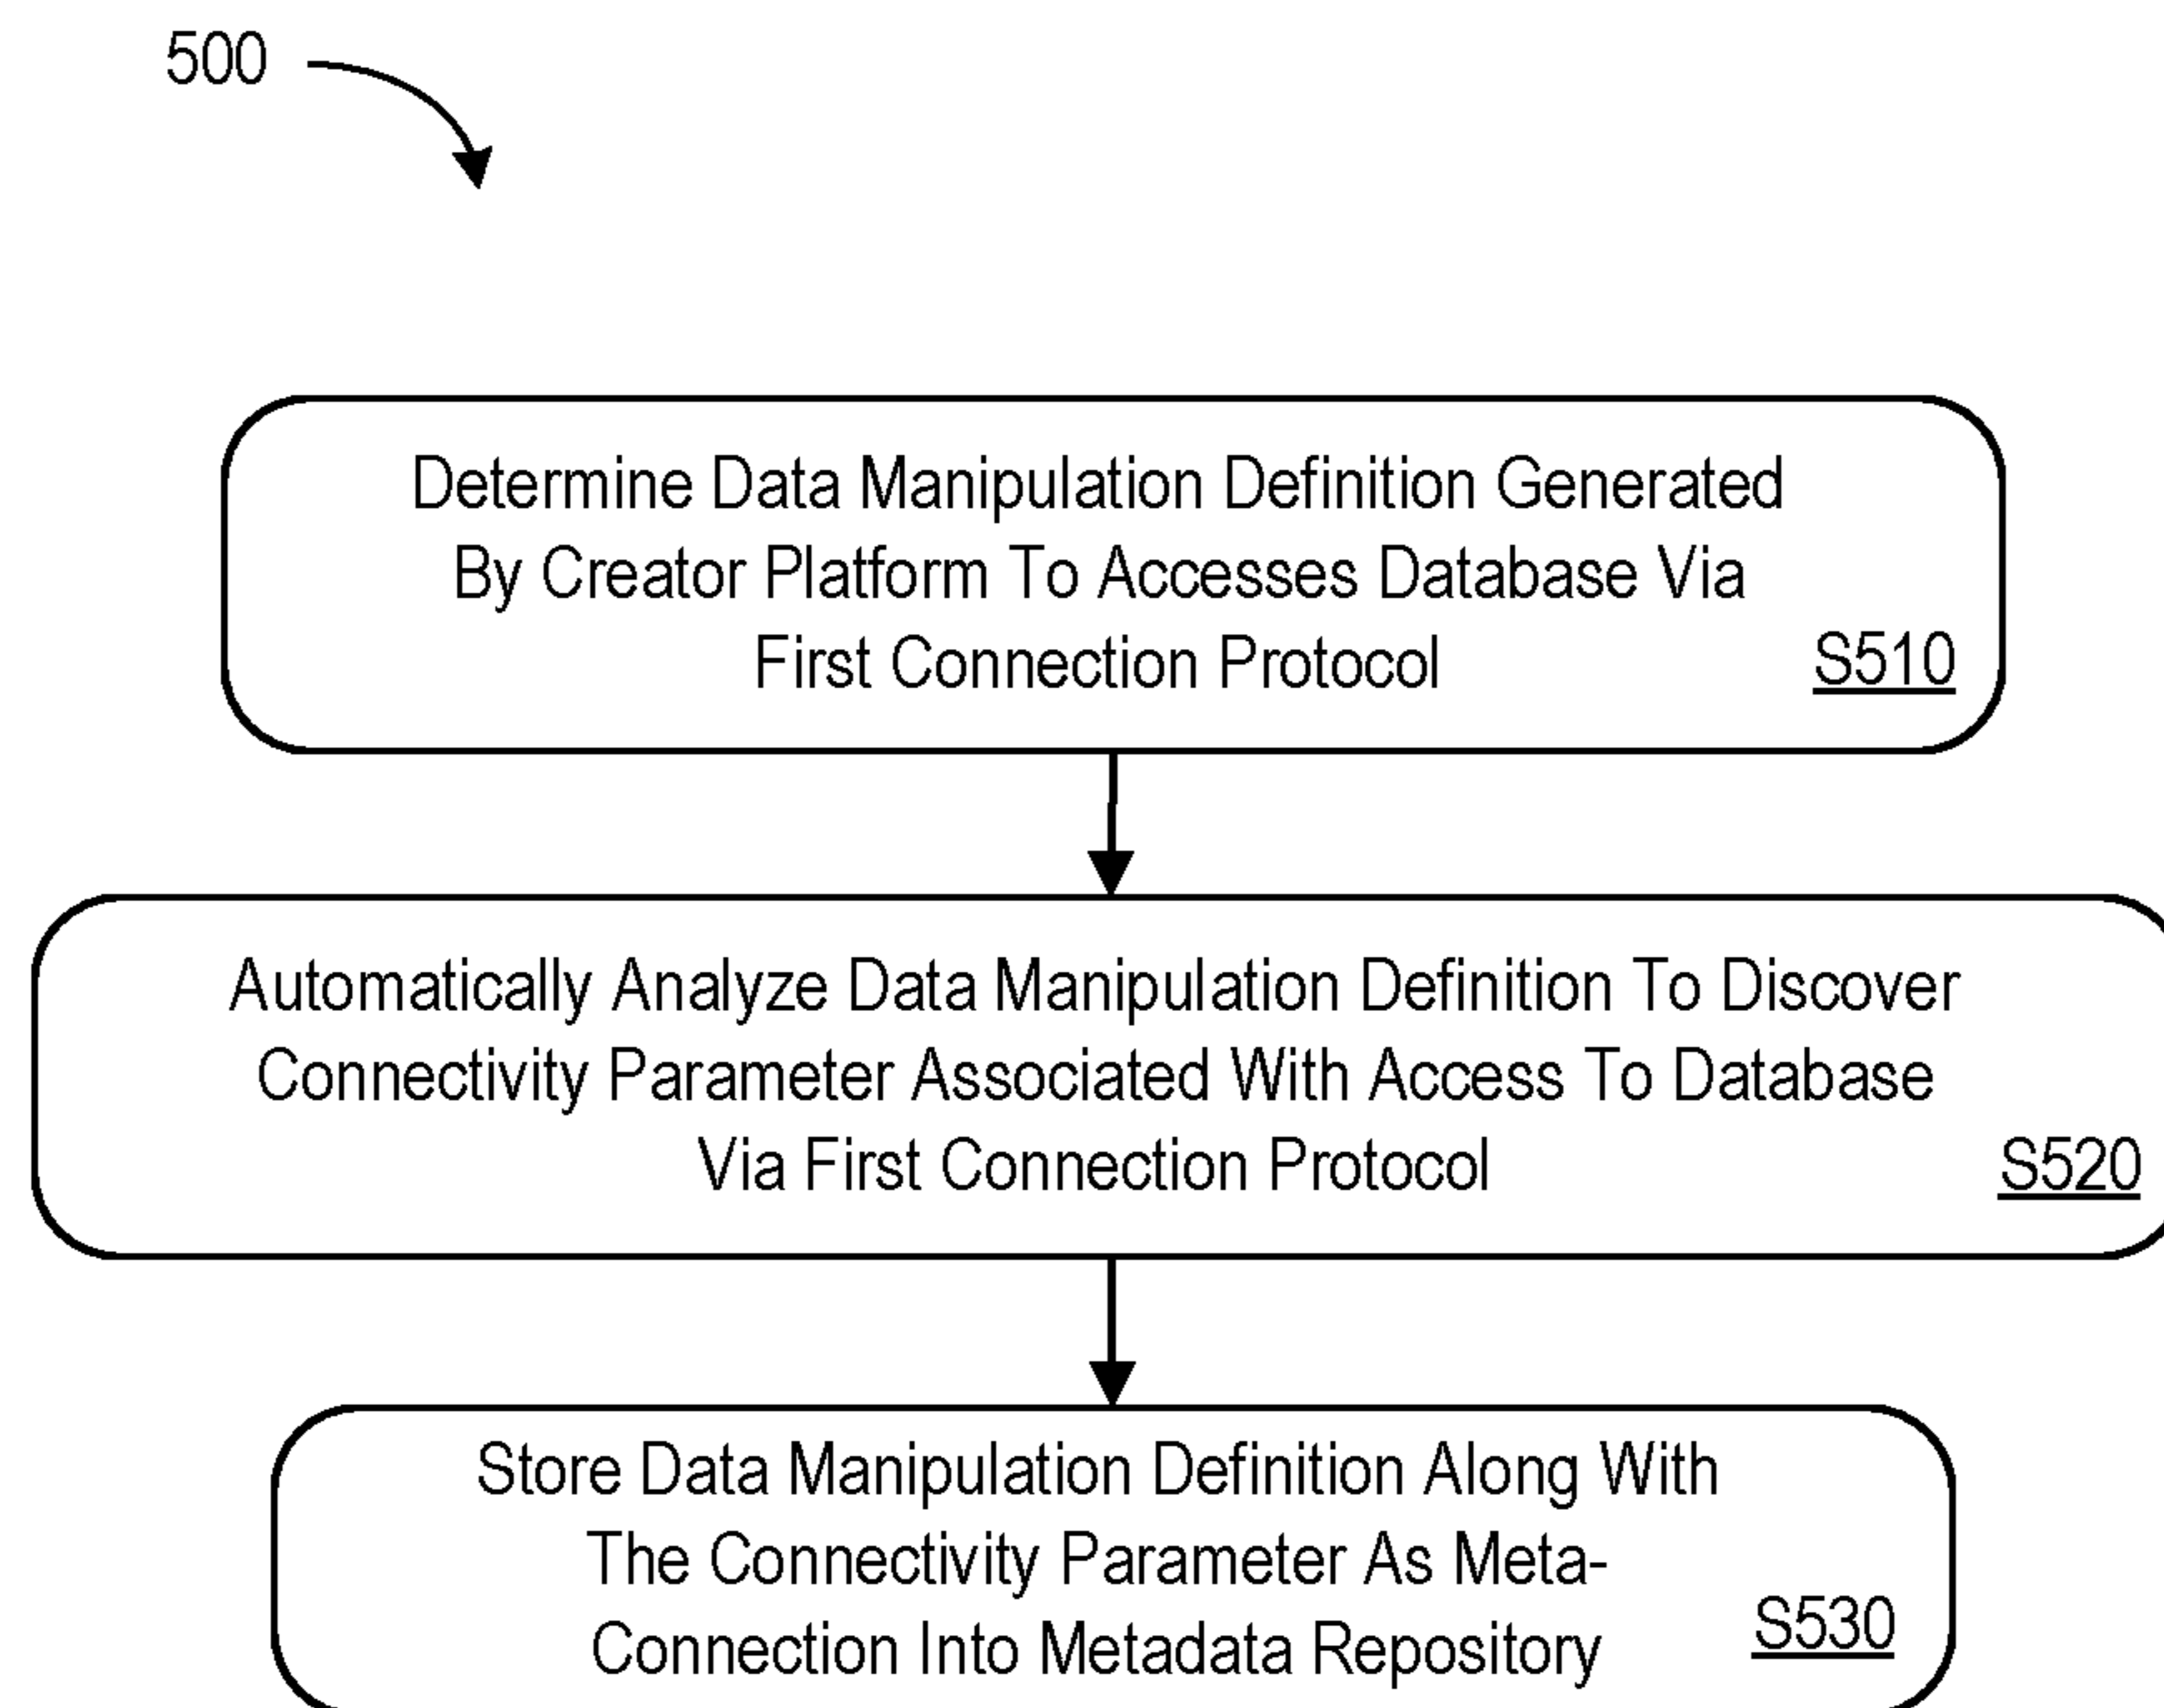 500
Determine Data Manipulation Definition Generated
By Creator Platform To Accesses Database Via
First Connection Protocol
S510
Automatically Analyze Data Manipulation Definition To Discover
Connectivity Parameter Associated With Access To Database
Via First Connection Protocol
S520
Store Data Manipulation Definition Along With
The Connectivity Parameter As Meta-
Connection Into Metadata Repository
S530